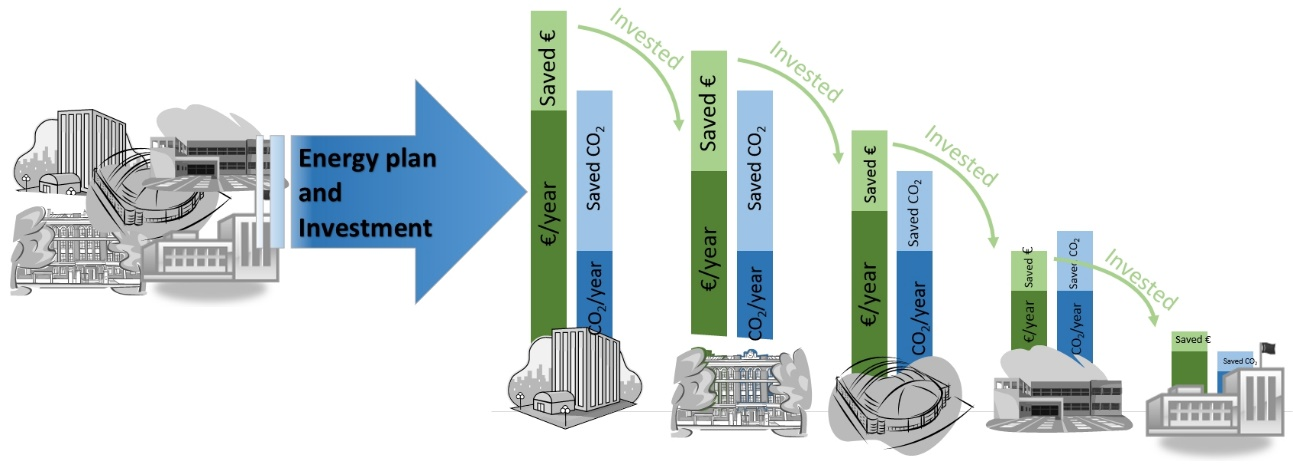 Energy plan
and
Investment
Saved €
€/year
Saved CO₂
CO₂/year
Invested
Saved €
€/year
Saved CO₂
CO₂/year
Invested
Saved €
€/year
Saved CO₂
CO₂/year
Invested
Saved €
€/year
Saved CO₂
CO₂/year
Invested
Saved €
Saved CO₂